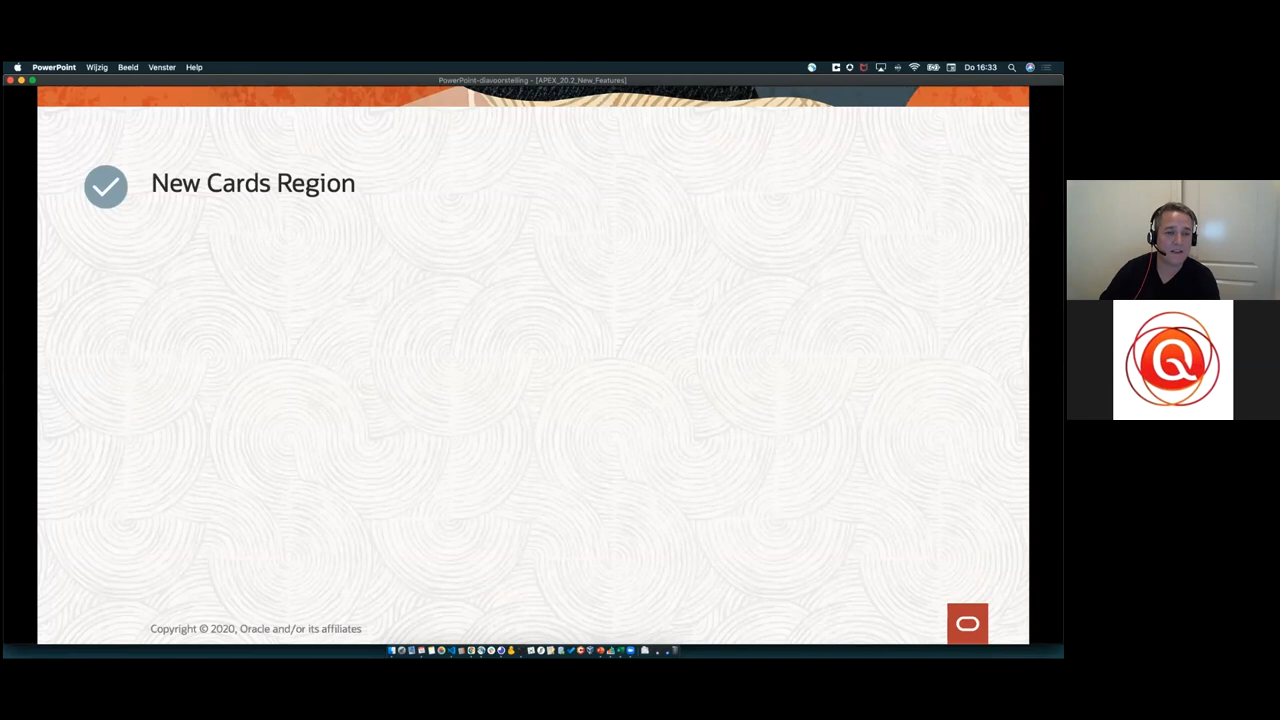 PowerPoint Wijzig Beeld Venster Help Do 16:33
PowerPoint-diavoorstelling - [APEX_20.2_New_Features]
New Cards Region
Copyright © 2020, Oracle and/or its affiliates
Q